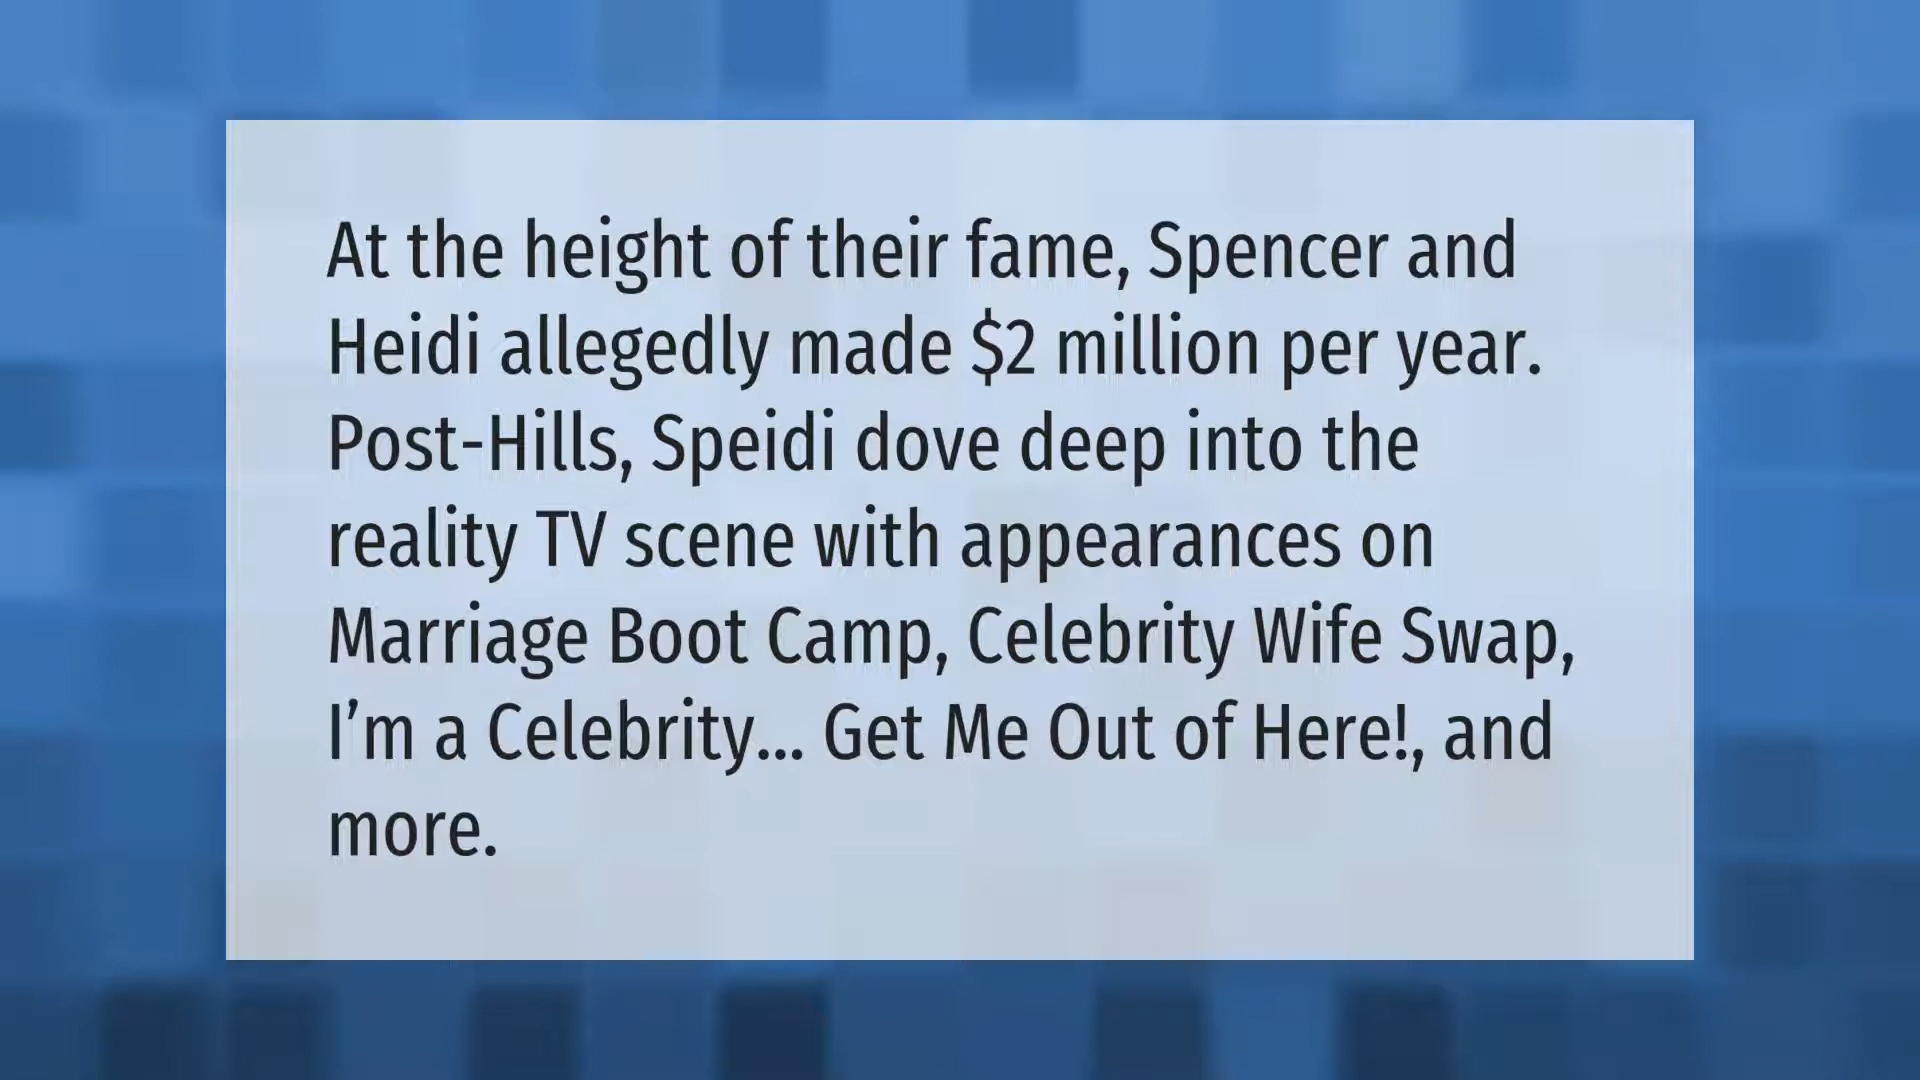 At the height of their fame, Spencer and
Heidi allegedly made $2 million per year.
Post-Hills, Speidi dove deep into the
reality TV scene with appearances on
Marriage Boot Camp, Celebrity Wife Swap,
I’m a Celebrity... Get Me Out of Here!, and
more.